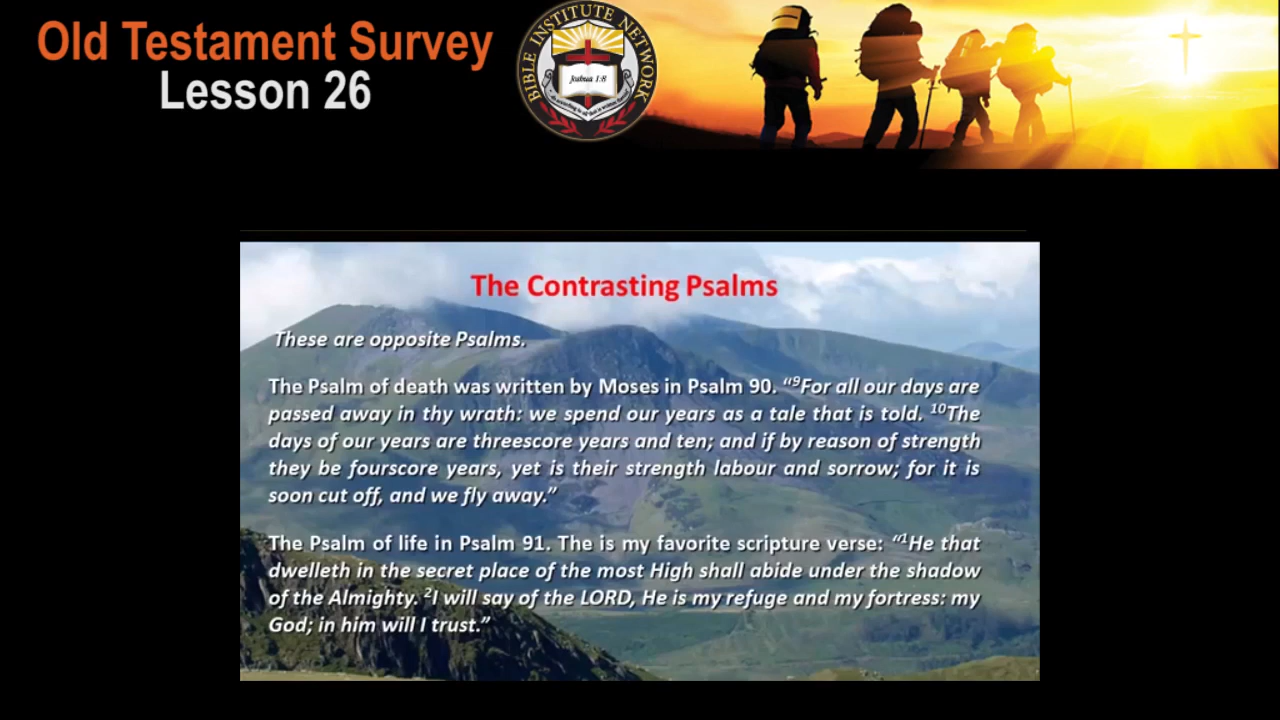 Old Testament Survey
Lesson 26
BIBLE INSTITUTE NETWORK
Joshua 1:8
The Contrasting Psalms
These are opposite Psalms.
The Psalm of death was written by Moses in Psalm 90. “⁹For all our days are
passed away in thy wrath: we spend our years as a tale that is told. ¹⁰The
days of our years are threescore years and ten; and if by reason of strength
they be fourscore years, yet is their strength labour and sorrow; for it is
soon cut off, and we fly away.”
The Psalm of life in Psalm 91. The is my favorite scripture verse: “¹He that
dwelleth in the secret place of the most High shall abide under the shadow
of the Almighty. ²I will say of the LORD, He is my refuge and my fortress: my
God; in him will I trust.”